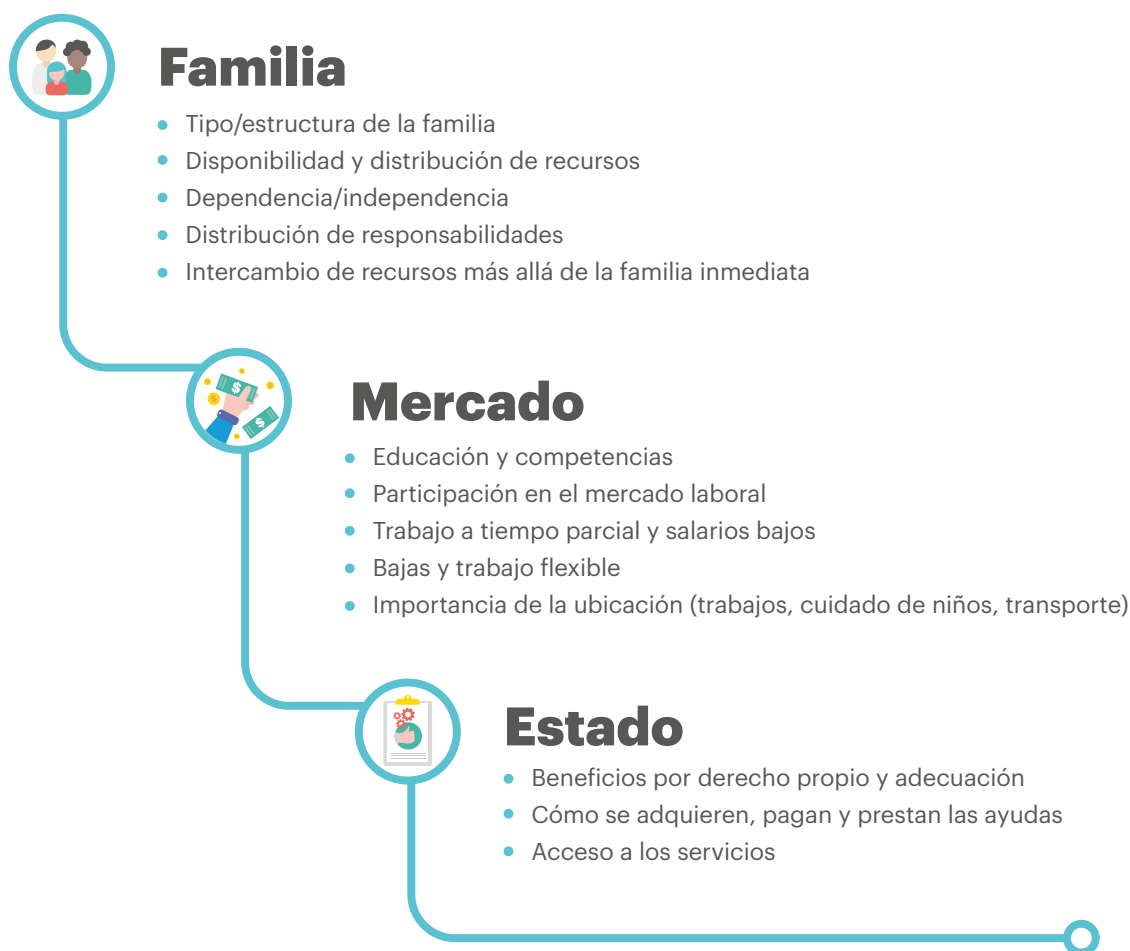 Familia
• Tipo/estructura de la familia
• Disponibilidad y distribución de recursos
• Dependencia/independencia
• Distribución de responsabilidades
• Intercambio de recursos más allá de la familia inmediata
$
$
$
Mercado
• Educación y competencias
• Participación en el mercado laboral
• Trabajo a tiempo parcial y salarios bajos
• Bajas y trabajo flexible
• Importancia de la ubicación (trabajos, cuidado de niños, transporte)
Estado
• Beneficios por derecho propio y adecuación
• Cómo se adquieren, pagan y prestan las ayudas
• Acceso a los servicios